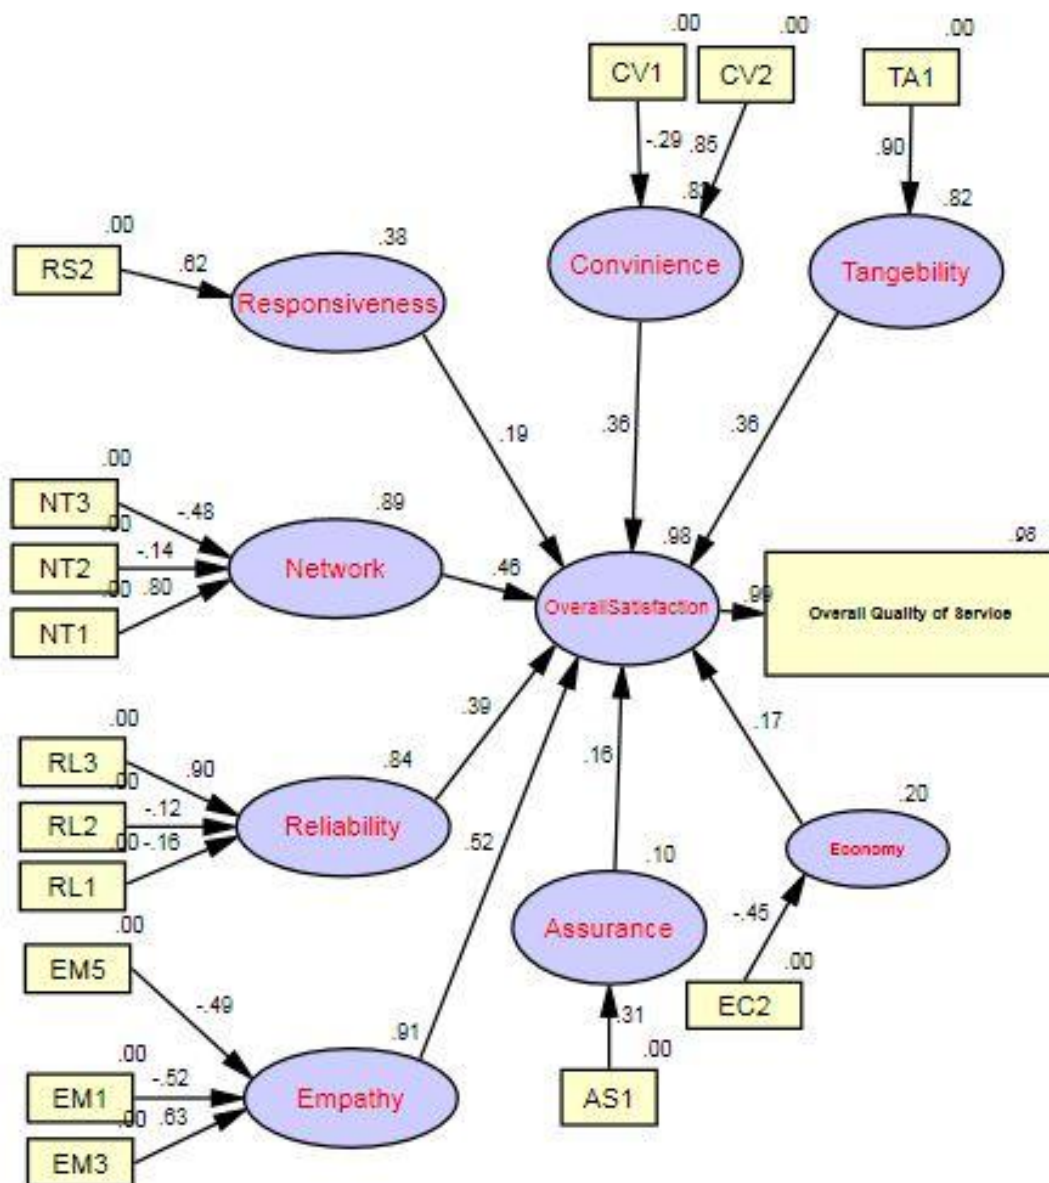 .00 .00 .00
CV1 CV2 TA1
-.29 .85 .90
.00 .38 .82
RS2 .62 Responsiveness Convinience Tangebility
.19 .36 .36
.00
NT3 -.48 .89
.00
NT2 -.14 Network .46 OverallSatisfaction .98 .99 Overall Quality of Service .98
.00 .80
NT1
.00 .39 .16 .17
RL3 .90 .84 .20
.00
RL2 -.12 Reliability Economy
.00 -.16
RL1 .52 .10
.00
EM5 Assurance -.45
-.49 .00
.91 .31 EC2
.00 .00
EM1 -.52 Empathy AS1
.00 .63
EM3